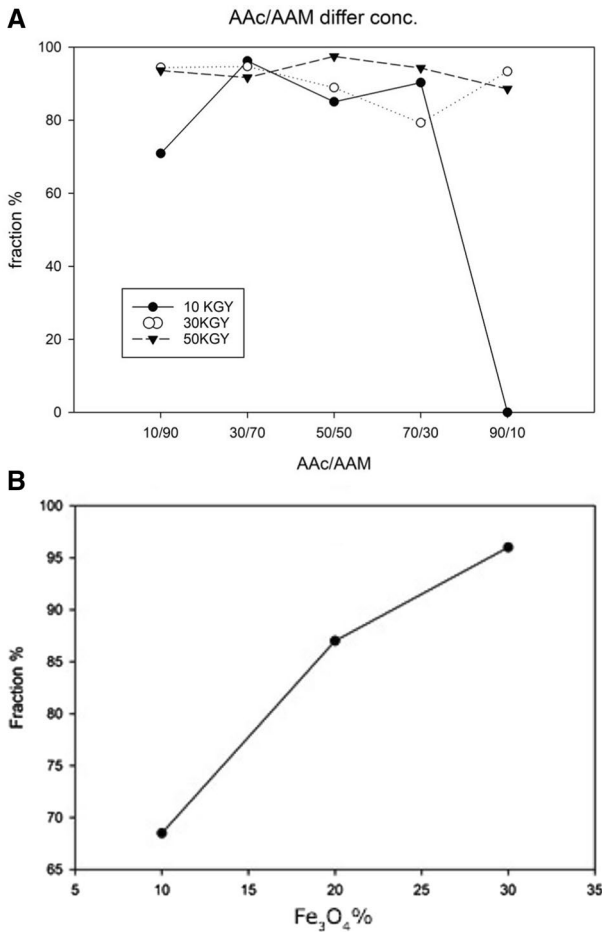 A
AAc/AAM differ conc.
100
80
60
40
20
0
fraction %
10 KGY
30KGY
50KGY
10/90 30/70 50/50 70/30 90/10
AAc/AAM
B
100
95
90
85
80
75
70
65
Fraction %
5 10 15 20 25 30 35
Fe₃O₄%